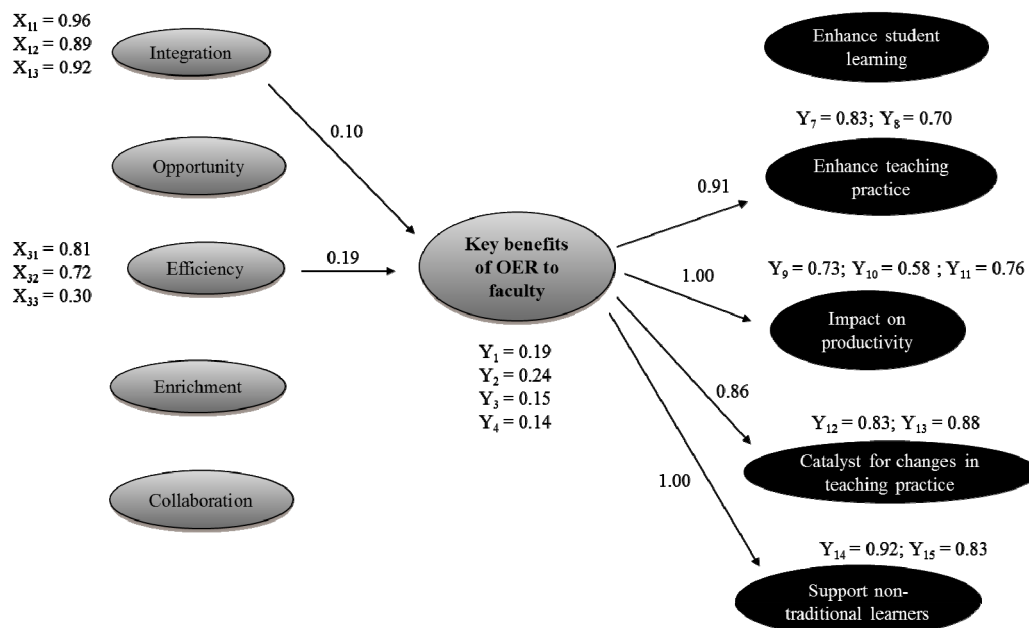 X11 = 0.96
X12 = 0.89
X13 = 0.92
Integration
Enhance student
learning
0.10
Y7 = 0.83; Y8 = 0.70
Opportunity
Enhance teaching
practice
0.91
X31 = 0.81
X32 = 0.72
X33 = 0.30
Efficiency
0.19
Key benefits
of OER to
faculty
1.00
Y9 = 0.73; Y10 = 0.58 ; Y11 = 0.76
Impact on
productivity
Y1 = 0.19
Y2 = 0.24
Y3 = 0.15
Y4 = 0.14
Enrichment
0.86
Y12 = 0.83; Y13 = 0.88
Catalyst for changes in
teaching practice
1.00
Collaboration
Y14 = 0.92; Y15 = 0.83
Support non-
traditional learners